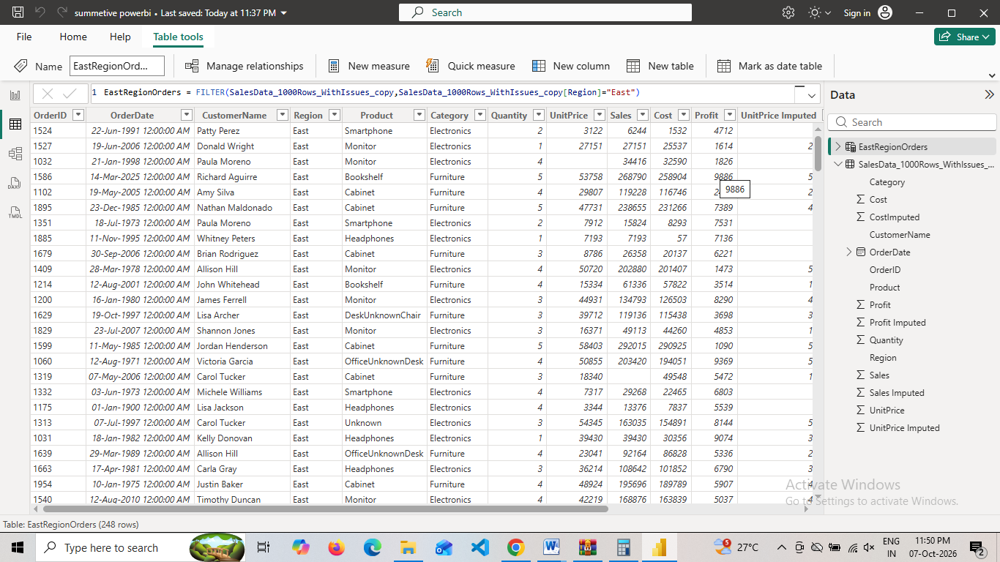 summetive powerbi • Last saved: Today at 11:37 PM
Search
Sign in
File Home Help Table tools
Share
Name EastRegionOrd...
Manage relationships New measure Quick measure New column New table Mark as date table
1 EastRegionOrders = FILTER(SalesData_1000Rows_WithIssues_copy,SalesData_1000Rows_WithIssues_copy[Region]="East")
OrderID OrderDate CustomerName Region Product Category Quantity UnitPrice Sales Cost Profit UnitPrice Imputed
1524 22-Jun-1991 12:00:00 AM Patty Perez East Smartphone Electronics 2 3122 6244 1532 4712
1527 19-Jun-2006 12:00:00 AM Donald Wright East Monitor Electronics 1 27151 27151 25537 1614 2
1032 21-Jan-1998 12:00:00 AM Paula Moreno East Monitor Electronics 4 34416 32590 1826
1586 14-Mar-2025 12:00:00 AM Richard Aguirre East Bookshelf Furniture 5 53758 268790 258904 9886 5
9886
1102 19-May-2005 12:00:00 AM Amy Silva East Cabinet Furniture 4 29807 119228 116746 2
1895 23-Dec-1985 12:00:00 AM Nathan Maldonado East Cabinet Furniture 5 47731 238655 231266 7389 4
1351 18-Jul-1973 12:00:00 AM Paula Moreno East Smartphone Electronics 2 7912 15824 8293 7531
1885 11-Nov-1995 12:00:00 AM Whitney Peters East Headphones Electronics 1 7193 7193 57 7136
1679 30-Sep-2006 12:00:00 AM Brian Rodriguez East Cabinet Furniture 3 8786 26358 20137 6221
1409 28-Mar-1978 12:00:00 AM Allison Hill East Monitor Electronics 4 50720 202880 201407 1473 5
1214 12-Aug-2001 12:00:00 AM John Whitehead East Bookshelf Furniture 4 15334 61336 57822 3514 1
1200 16-Jan-1980 12:00:00 AM James Ferrell East Monitor Electronics 3 44931 134793 126503 8290 4
1629 19-Oct-1997 12:00:00 AM Lisa Archer East DeskUnknownChair Furniture 3 39712 119136 115438 3698 3
1829 23-Jul-2007 12:00:00 AM Shannon Jones East Monitor Electronics 3 16371 49113 44260 4853 1
1599 11-May-1985 12:00:00 AM Jordan Henderson East Cabinet Furniture 5 58403 292015 290925 1090 5
1060 12-Aug-1971 12:00:00 AM Victoria Garcia East OfficeUnknownDesk Furniture 4 50855 203420 194051 9369 5
1319 07-May-2006 12:00:00 AM Carol Tucker East Cabinet Furniture 3 18340 49548 5472 1
1332 03-Jun-1973 12:00:00 AM Michele Williams East Smartphone Electronics 4 7317 29268 22465 6803
1175 01-Jan-1900 12:00:00 AM Lisa Jackson East Headphones Electronics 4 3344 13376 7837 5539
1313 07-Jul-1997 12:00:00 AM Carol Tucker East Unknown Electronics 3 54345 163035 154891 8144 5
1031 18-Jan-1982 12:00:00 AM Kelly Donovan East Headphones Electronics 1 39430 39430 30356 9074 3
1639 29-Mar-1989 12:00:00 AM Allison Hill East OfficeUnknownDesk Furniture 4 23041 92164 86828 5336 2
1663 17-Apr-1981 12:00:00 AM Carla Gray East Headphones Electronics 3 36214 108642 101852 6790 3
1954 10-Jan-1975 12:00:00 AM Justin Baker East Cabinet Furniture 4 48924 195696 189789 5907 4
1540 12-Aug-2010 12:00:00 AM Timothy Duncan East Monitor Electronics 4 42219 168876 163839 5037 4
Data
Search
EastRegionOrders
SalesData_1000Rows_WithIssues_...
Category
Cost
CostImputed
CustomerName
OrderDate
OrderID
Product
Profit
Profit Imputed
Quantity
Region
Sales
Sales Imputed
UnitPrice
UnitPrice Imputed
Activate Windows
Go to Settings to activate Windows.
Table: EastRegionOrders (248 rows)
Type here to search
5
27°C
ENG
IN
11:50 PM
07-Oct-2026
2